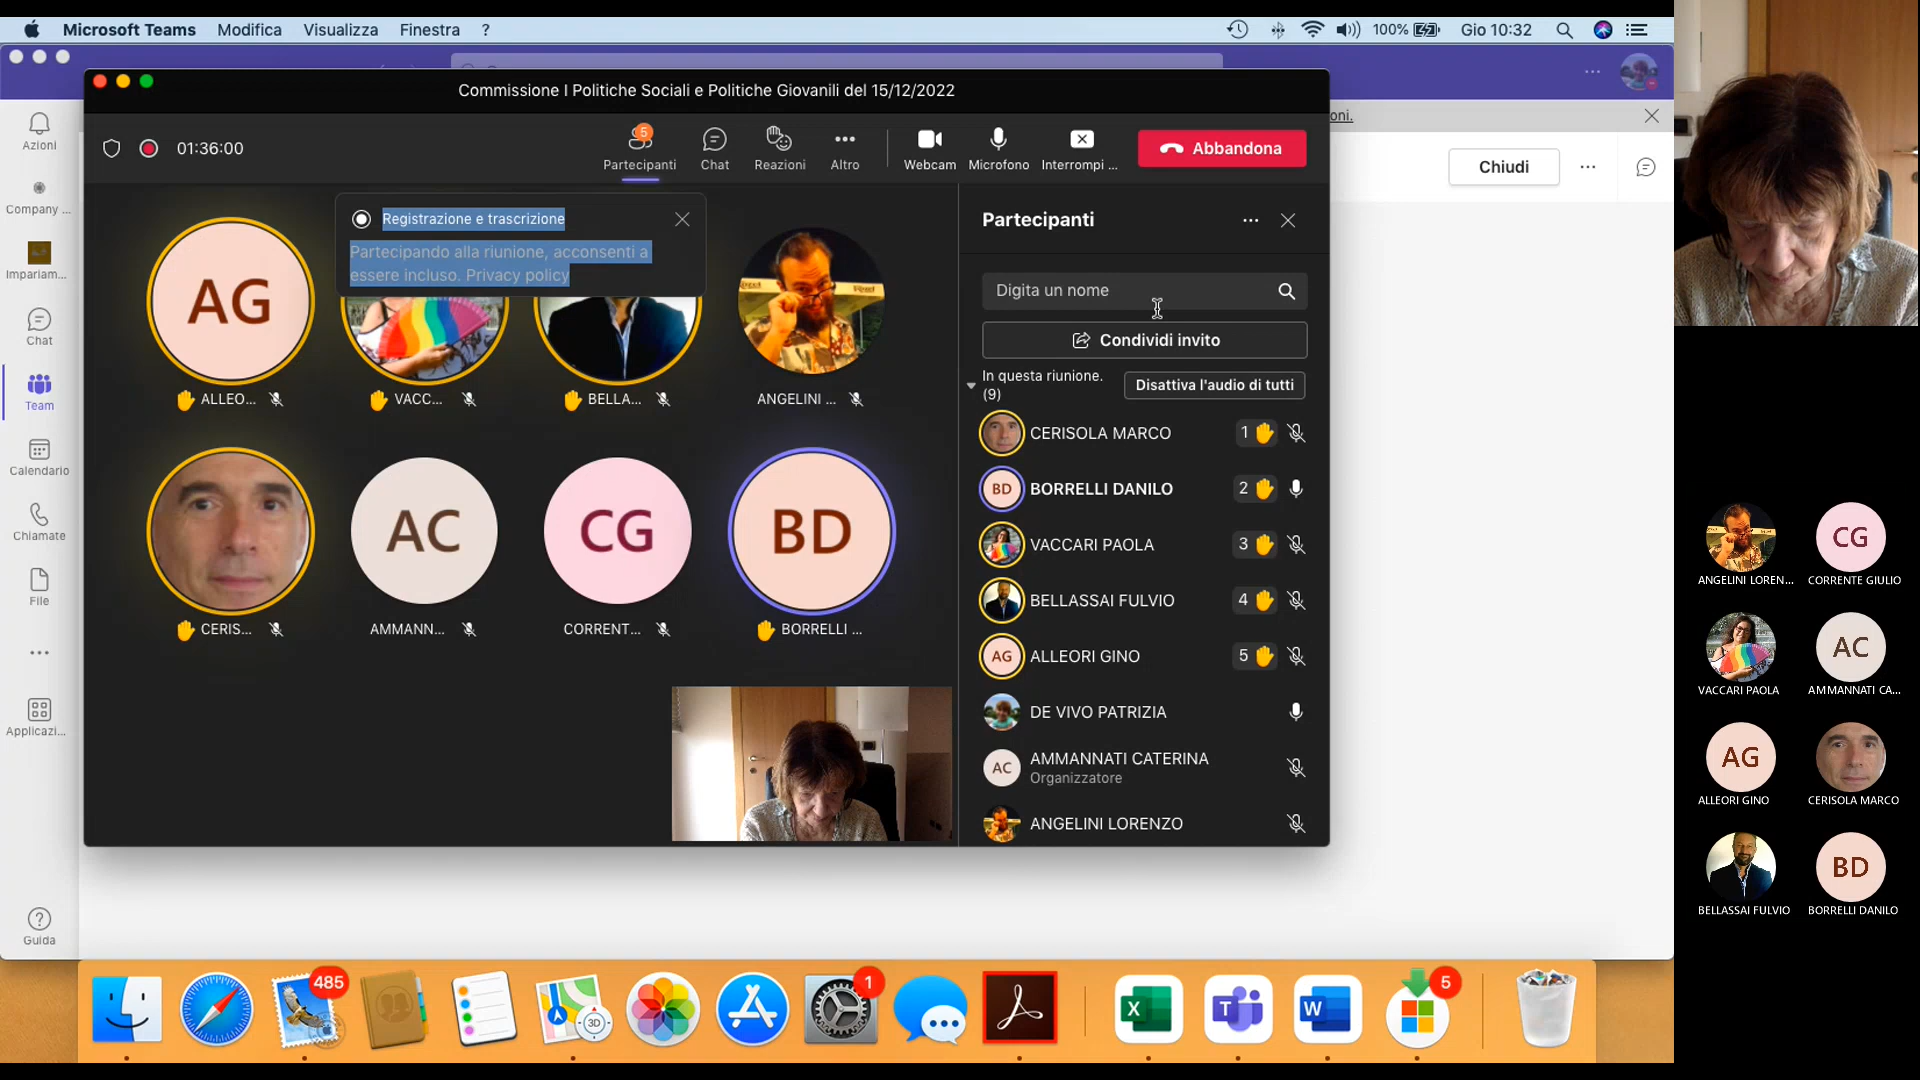 Microsoft Teams Modifica Visualizza Finestra ? 100% Gio 10:32
oni.
Commissione I Politiche Sociali e Politiche Giovanili del 15/12/2022
01:36:00
5
Partecipanti Chat Reazioni Altro Webcam Microfono Interrompi ... Abbandona
Chiudi
Azioni
Company ...
Impariam...
Chat
Team
Calendario
Chiamate
File
Applicazi...
Guida
Registrazione e trascrizione
Partecipando alla riunione, acconsenti a
essere incluso. Privacy policy
AG
ALLEO... VACC... BELLA... ANGELINI ...
AC CG BD
CERIS... AMMANN... CORRENT... BORRELLI ...
Partecipanti
Digita un nome
Condividi invito
In questa riunione.
(9)
Disattiva l'audio di tutti
CERISOLA MARCO 1
BD BORRELLI DANILO 2
VACCARI PAOLA 3
BELLASSAI FULVIO 4
AG ALLEORI GINO 5
DE VIVO PATRIZIA
AC AMMANNATI CATERINA
Organizzatore
ANGELINI LORENZO
CG
ANGELINI LOREN... CORRENTE GIULIO
AC
VACCARI PAOLA AMMANNATI CA...
AG
ALLEORI GINO CERISOLA MARCO
BD
BELLASSAI FULVIO BORRELLI DANILO
485
3D
1
X
T
W
5